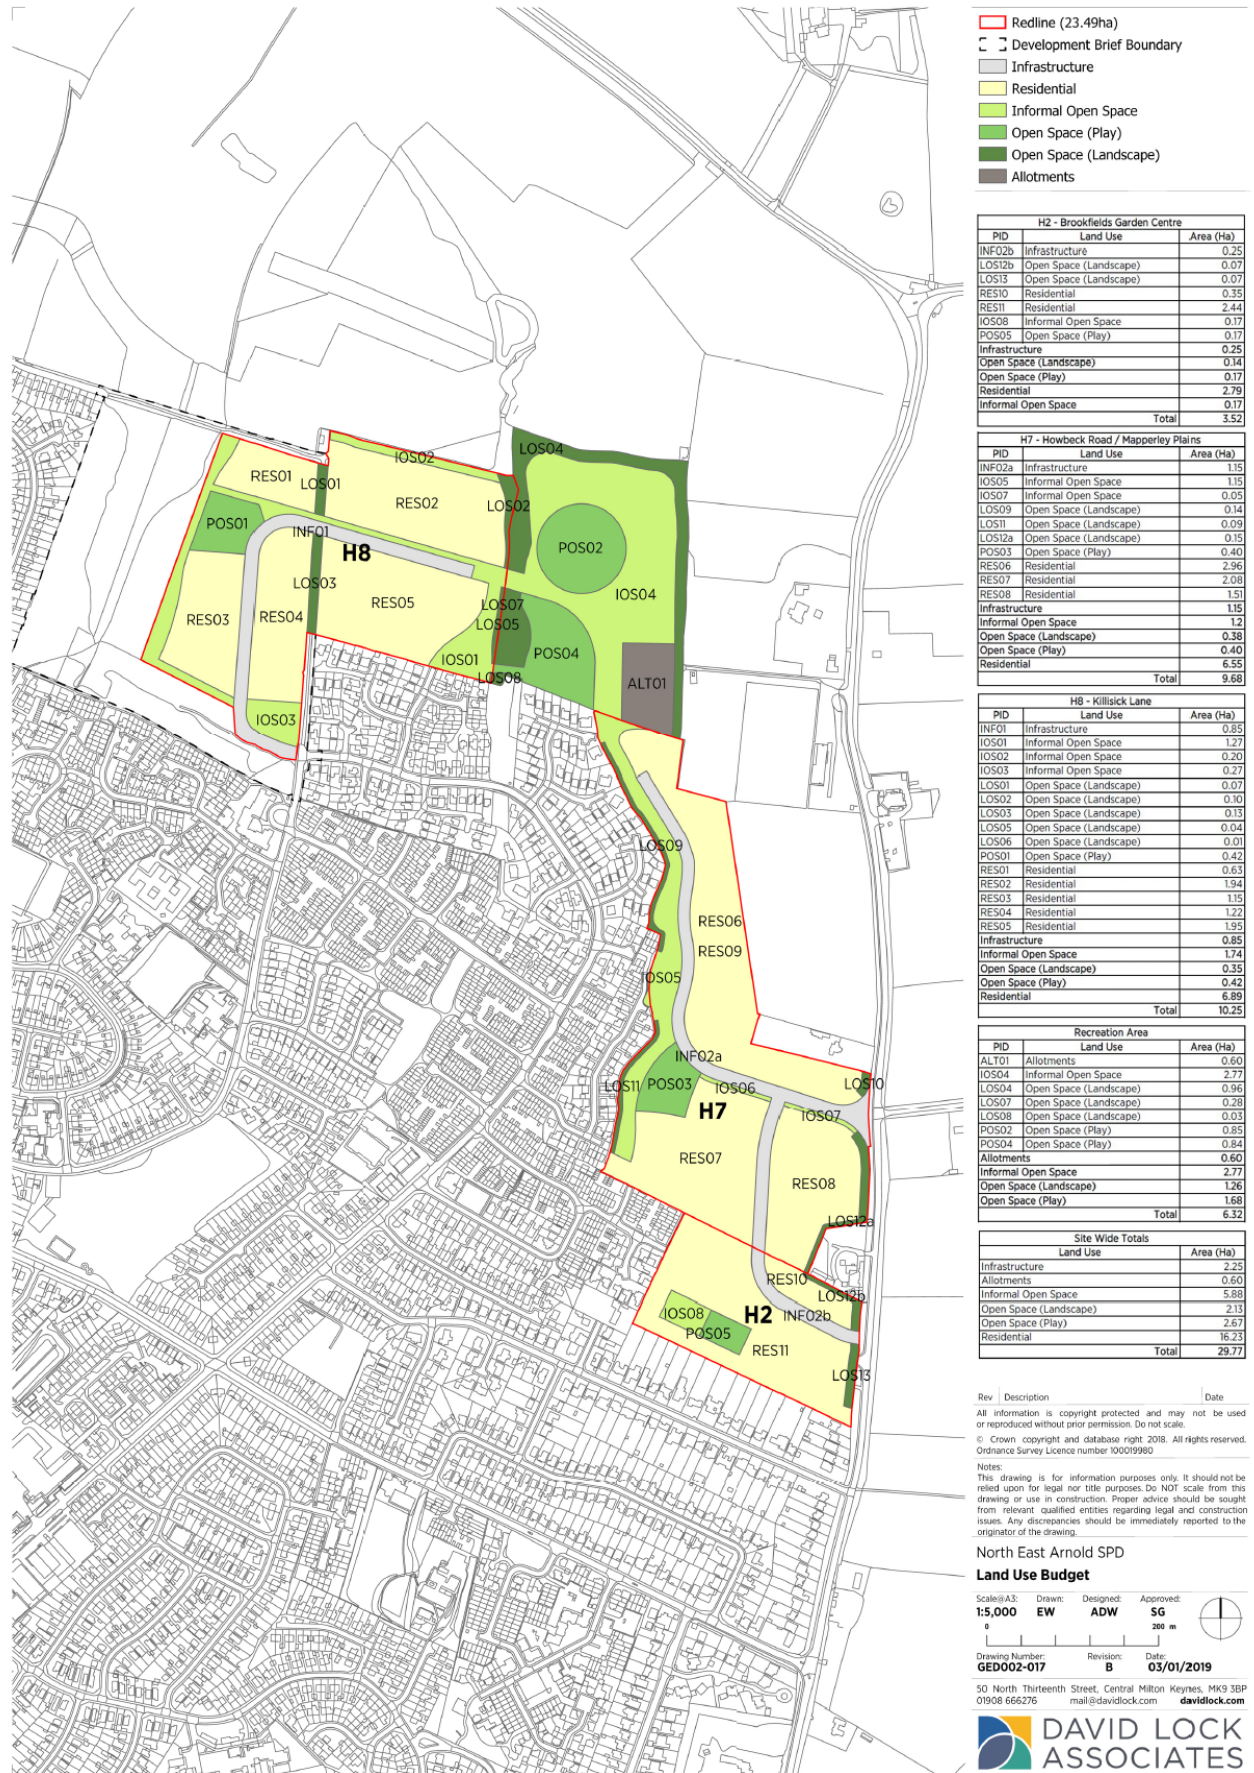 Redline (23.49ha)
Development Brief Boundary
Infrastructure
Residential
Informal Open Space
Open Space (Play)
Open Space (Landscape)
Allotments
H2 - Brookfields Garden Centre
PID Land Use Area (Ha)
INF02b Infrastructure 0.25
LOS12b Open Space (Landscape) 0.07
LOS13 Open Space (Landscape) 0.07
RES10 Residential 0.35
RES11 Residential 2.44
IOS08 Informal Open Space 0.17
POS05 Open Space (Play) 0.17
Infrastructure 0.25
Open Space (Landscape) 0.14
Open Space (Play) 0.17
Residential 2.79
Informal Open Space 0.17
Total 3.52
H7 - Howbeck Road / Mapperley Plains
PID Land Use Area (Ha)
INF02a Infrastructure 1.15
IOS05 Informal Open Space 1.15
IOS07 Informal Open Space 0.05
LOS09 Open Space (Landscape) 0.14
LOS11 Open Space (Landscape) 0.09
LOS12a Open Space (Landscape) 0.15
POS03 Open Space (Play) 0.40
RES06 Residential 2.96
RES07 Residential 2.08
RES08 Residential 1.51
Infrastructure 1.15
Informal Open Space 1.2
Open Space (Landscape) 0.38
Open Space (Play) 0.40
Residential 6.55
Total 9.68
H8 - Killisick Lane
PID Land Use Area (Ha)
INF01 Infrastructure 0.85
IOS01 Informal Open Space 1.27
IOS02 Informal Open Space 0.20
IOS03 Informal Open Space 0.27
LOS01 Open Space (Landscape) 0.07
LOS02 Open Space (Landscape) 0.10
LOS03 Open Space (Landscape) 0.13
LOS05 Open Space (Landscape) 0.04
LOS06 Open Space (Landscape) 0.01
POS01 Open Space (Play) 0.42
RES01 Residential 0.63
RES02 Residential 1.94
RES03 Residential 1.15
RES04 Residential 1.22
RES05 Residential 1.95
Infrastructure 0.85
Informal Open Space 1.74
Open Space (Landscape) 0.35
Open Space (Play) 0.42
Residential 6.89
Total 10.25
Recreation Area
PID Land Use Area (Ha)
ALT01 Allotments 0.60
IOS04 Informal Open Space 2.77
LOS04 Open Space (Landscape) 0.96
LOS07 Open Space (Landscape) 0.28
LOS08 Open Space (Landscape) 0.03
POS02 Open Space (Play) 0.85
POS04 Open Space (Play) 0.84
Allotments 0.60
Informal Open Space 2.77
Open Space (Landscape) 1.26
Open Space (Play) 1.68
Total 6.32
Site Wide Totals
Land Use Area (Ha)
Infrastructure 2.25
Allotments 0.60
Informal Open Space 5.88
Open Space (Landscape) 2.13
Open Space (Play) 2.67
Residential 16.23
Total 29.77
LOS04
IOS02
RES01
LOS01
RES02
LOS02
POS01
INF01
H8
POS02
LOS03
IOS04
RES03
RES04
RES05
LOS07
LOS05
POS04
IOS01
LOS08
ALT01
IOS03
LOS09
RES06
RES09
IOS05
INF02a
LOS11
POS03
IOS06
LOS10
H7
IOS07
RES07
RES08
LOS12a
RES10
LOS12b
IOS08
H2
INF02b
POS05
RES11
LOS13
Rev Description Date
All information is copyright protected and may not be used
or reproduced without prior permission. Do not scale.
© Crown copyright and database right 2018. All rights reserved.
Ordnance Survey Licence number 100019980
Notes:
This drawing is for information purposes only. It should not be
relied upon for legal nor title purposes. Do NOT scale from this
drawing or use in construction. Proper advice should be sought
from relevant qualified entities regarding legal and construction
issues. Any discrepancies should be immediately reported to the
originator of the drawing.
North East Arnold SPD
Land Use Budget
Scale@A3: Drawn: Designed: Approved:
1:5,000 EW ADW SG
0 200 m
Drawing Number: Revision: Date:
GED002-017 B 03/01/2019
50 North Thirteenth Street, Central Milton Keynes, MK9 3BP
01908 666276 mail@davidlock.com davidlock.com
DAVID LOCK
ASSOCIATES